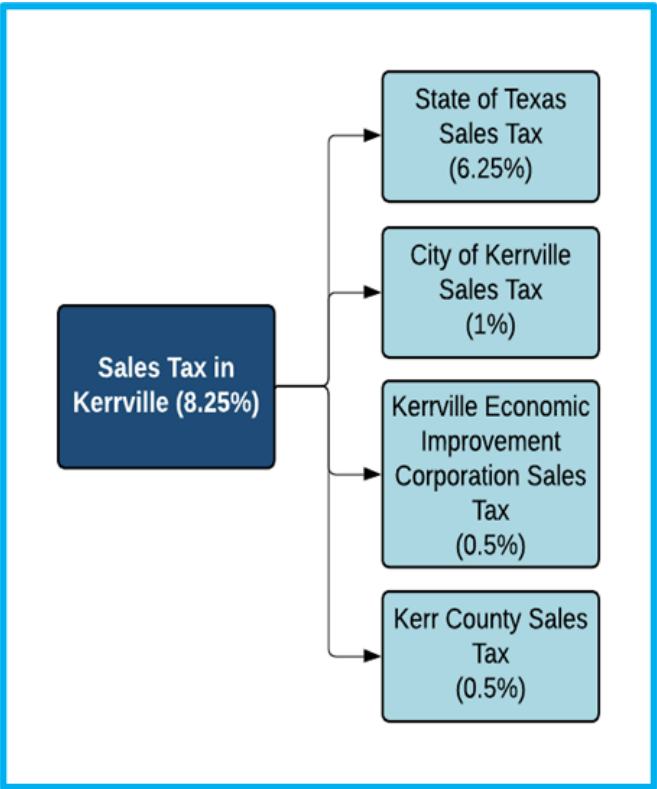 State of Texas
Sales Tax
(6.25%)
City of Kerrville
Sales Tax
(1%)
Sales Tax in
Kerrville (8.25%)
Kerrville Economic
Improvement
Corporation Sales
Tax
(0.5%)
Kerr County Sales
Tax
(0.5%)